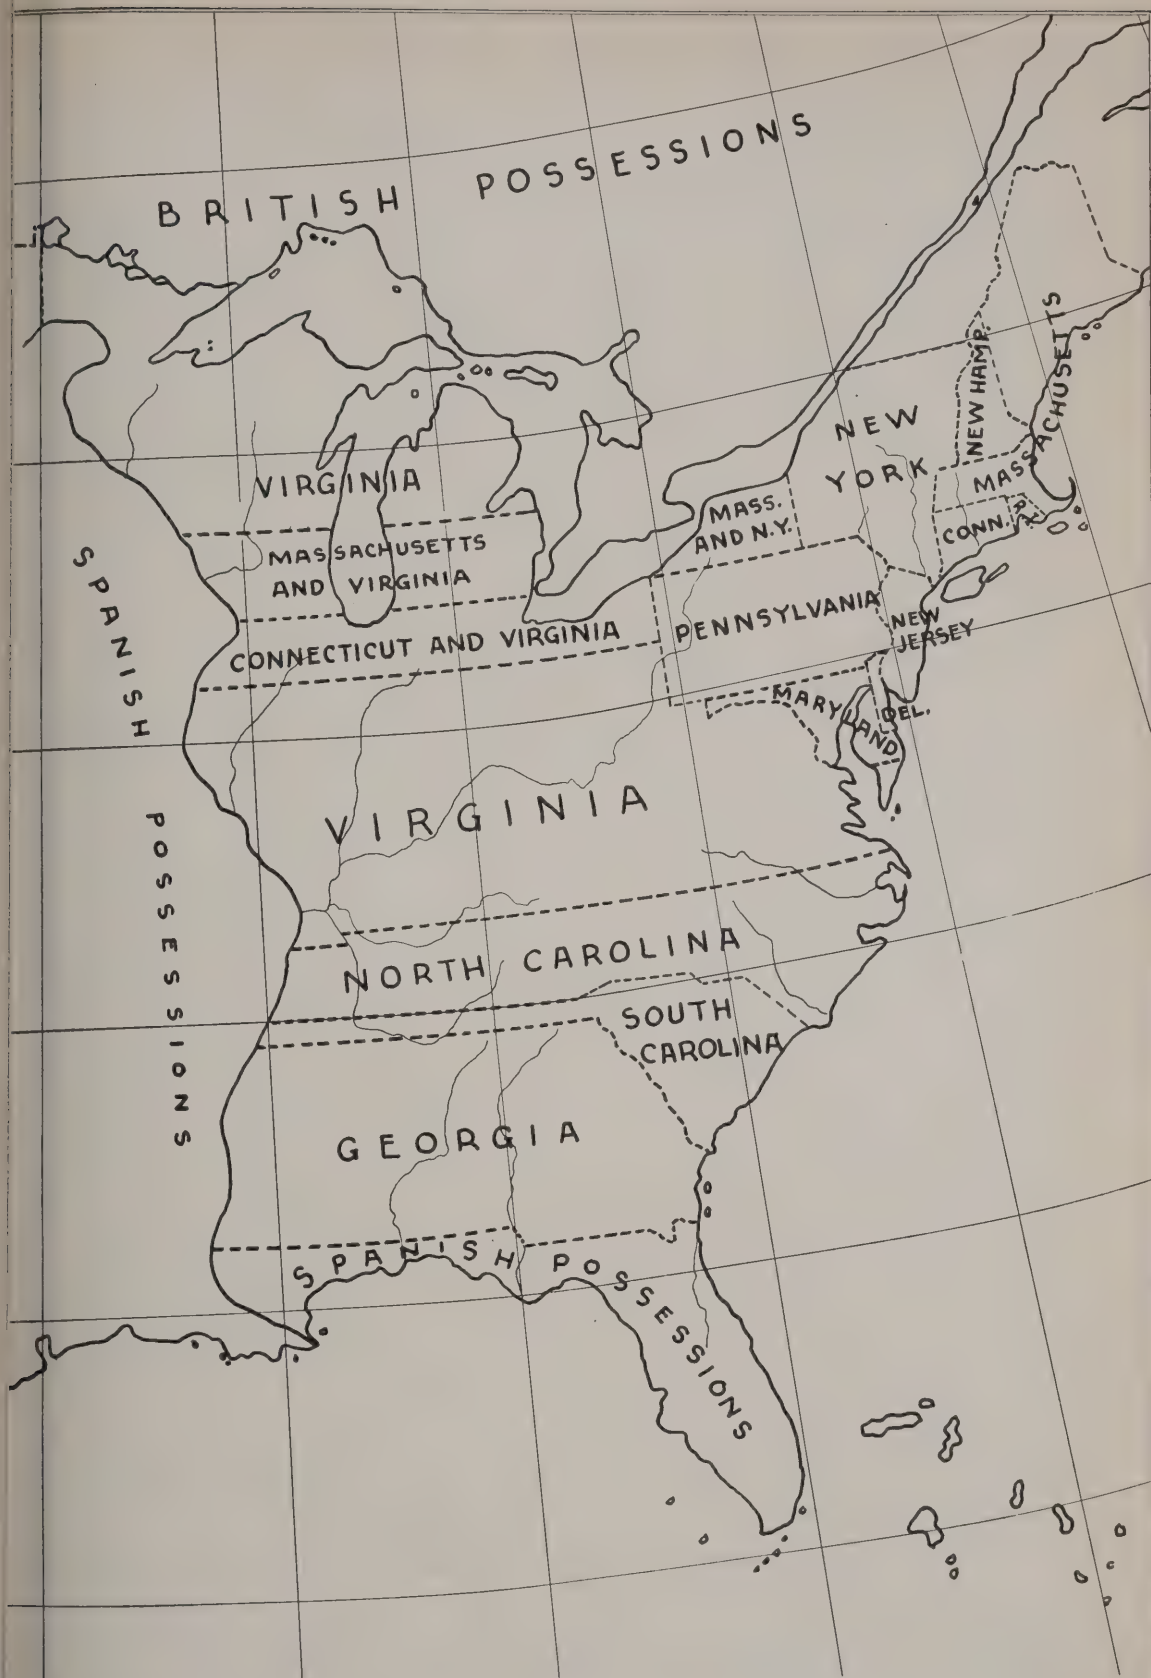 BRITISH POSSESSIONS
NEW HAMP.
MASSACHUSETTS
NEW
YORK
VIRGINIA
MASS.
AND N.Y.
MASS
CONN.
R.I.
MASSACHUSETTS
AND VIRGINIA
SPANISH
POSSESSIONS
CONNECTICUT AND VIRGINIA
PENNSYLVANIA
NEW
JERSEY
MARYLAND
DEL.
VIRGINIA
NORTH CAROLINA
SOUTH
CAROLINA
GEORGIA
SPANISH POSSESSIONS